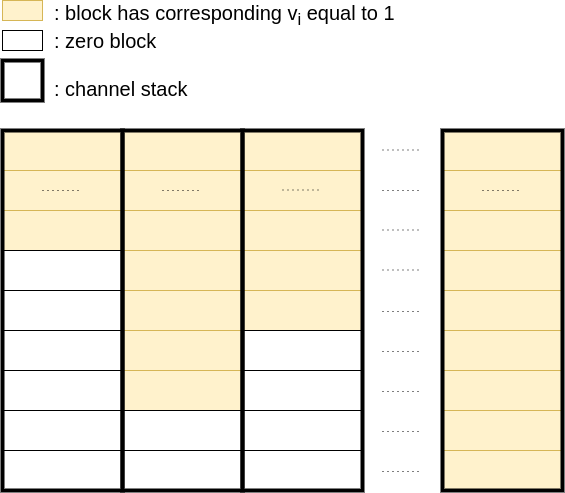 : block has corresponding vi equal to 1
: zero block
: channel stack